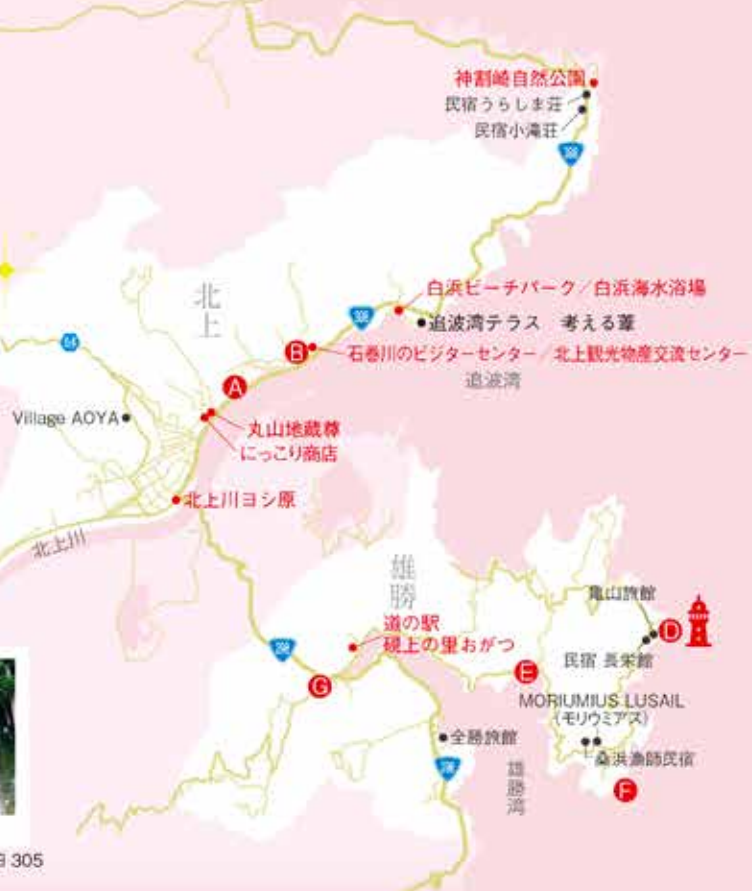 神割崎自然公園
民宿うらしま荘
民宿小滝荘
398
白浜ビーチパーク／白浜海水浴場
北上
398
追波湾テラス 考える葦
64
B
石巻川のビジターセンター／北上観光物産交流センター
追波湾
A
Village AOYA
丸山地蔵尊
にっこり商店
北上川ヨシ原
北上川
雄勝
亀山旅館
道の駅
硯上の里おがつ
D
398
民宿 長栄館
E
G
MORIUMIUS LUSAIL
(モリウミアス)
全勝旅館
桑浜漁師民宿
雄勝湾
F
305